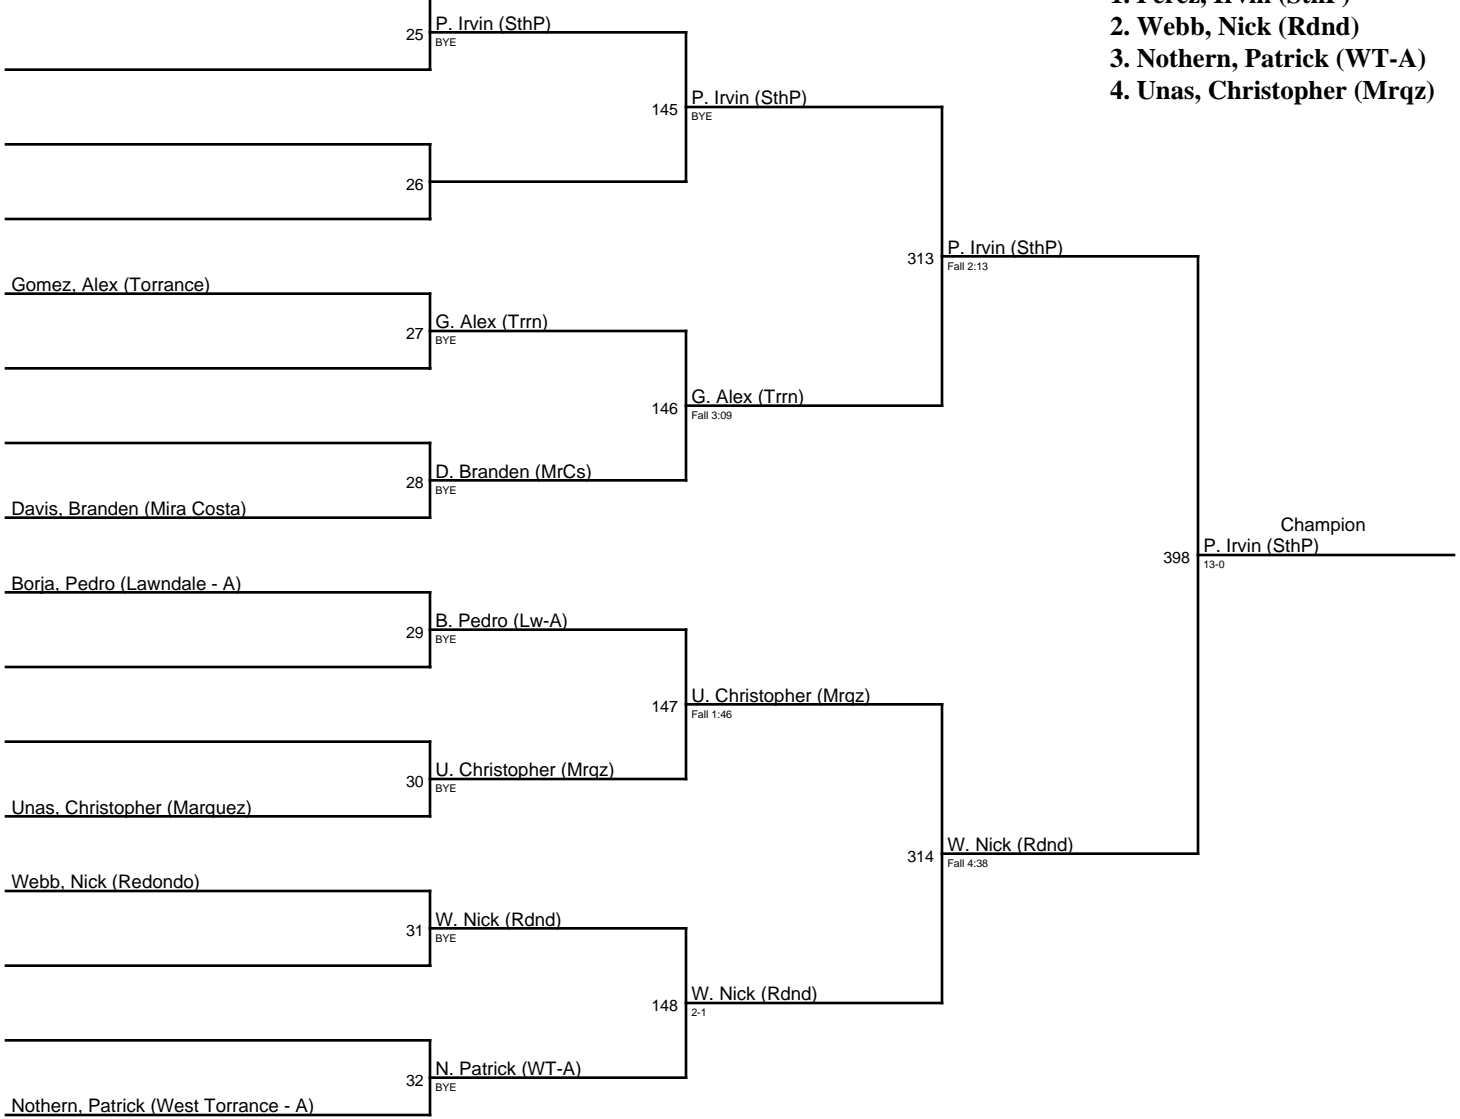 1. Perez, Irvin (SthP)
2. Webb, Nick (Rdnd)
3. Nothern, Patrick (WT-A)
4. Unas, Christopher (Mrqz)
25
P. Irvin (SthP)
BYE
145
P. Irvin (SthP)
BYE
26
313
P. Irvin (SthP)
Fall 2:13
Gomez, Alex (Torrance)
27
G. Alex (Trrn)
BYE
146
G. Alex (Trrn)
Fall 3:09
28
D. Branden (MrCs)
BYE
Davis, Branden (Mira Costa)
Champion
398
P. Irvin (SthP)
13-0
Borja, Pedro (Lawndale - A)
29
B. Pedro (Lw-A)
BYE
147
U. Christopher (Mrqz)
Fall 1:46
30
U. Christopher (Mrqz)
BYE
Unas, Christopher (Marquez)
314
W. Nick (Rdnd)
Fall 4:38
Webb, Nick (Redondo)
31
W. Nick (Rdnd)
BYE
148
W. Nick (Rdnd)
2-1
32
N. Patrick (WT-A)
BYE
Nothern, Patrick (West Torrance - A)